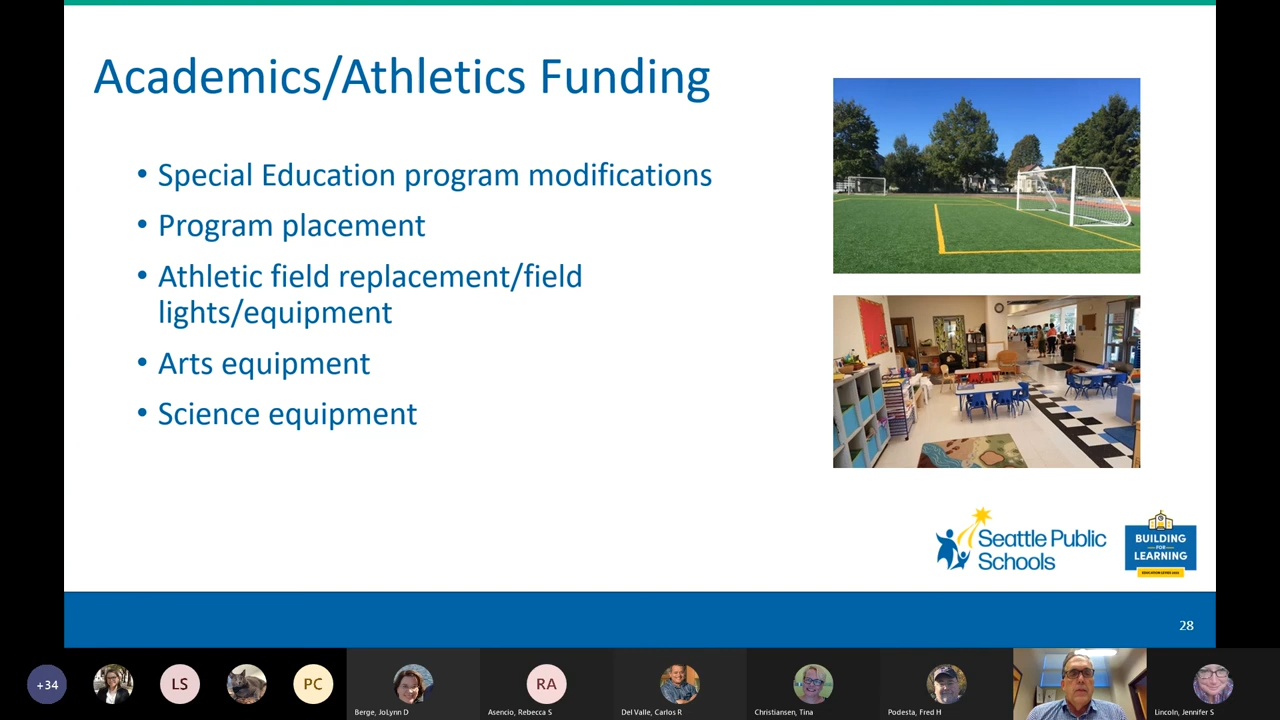 Academics/Athletics Funding
• Special Education program modifications
• Program placement
• Athletic field replacement/field
lights/equipment
• Arts equipment
• Science equipment
Seattle Public
Schools
BUILDING
FOR
LEARNING
28
+34
LS
PC
RA
Berge, JoLynn D
Asencio, Rebecca S
Del Valle, Carlos R
Christiansen, Tina
Podesta, Fred H
Lincoln, Jennifer S